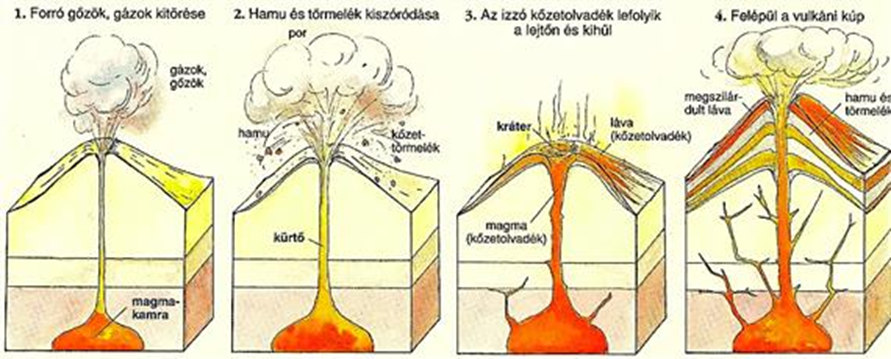 1. Forró gőzök, gázok kitörése
gázok,
gőzök
magma-
kamra
2. Hamu és törmelék kiszóródása
por
hamu
kőzet-
törmelék
kürtő
3. Az izzó kőzetolvadék lefolyik
a lejtőn és kihűl
kráter
láva
(kőzetolvadék)
magma
(kőzetolvadék)
4. Felépül a vulkáni kúp
megszilár-
dult láva
hamu és
törmelék